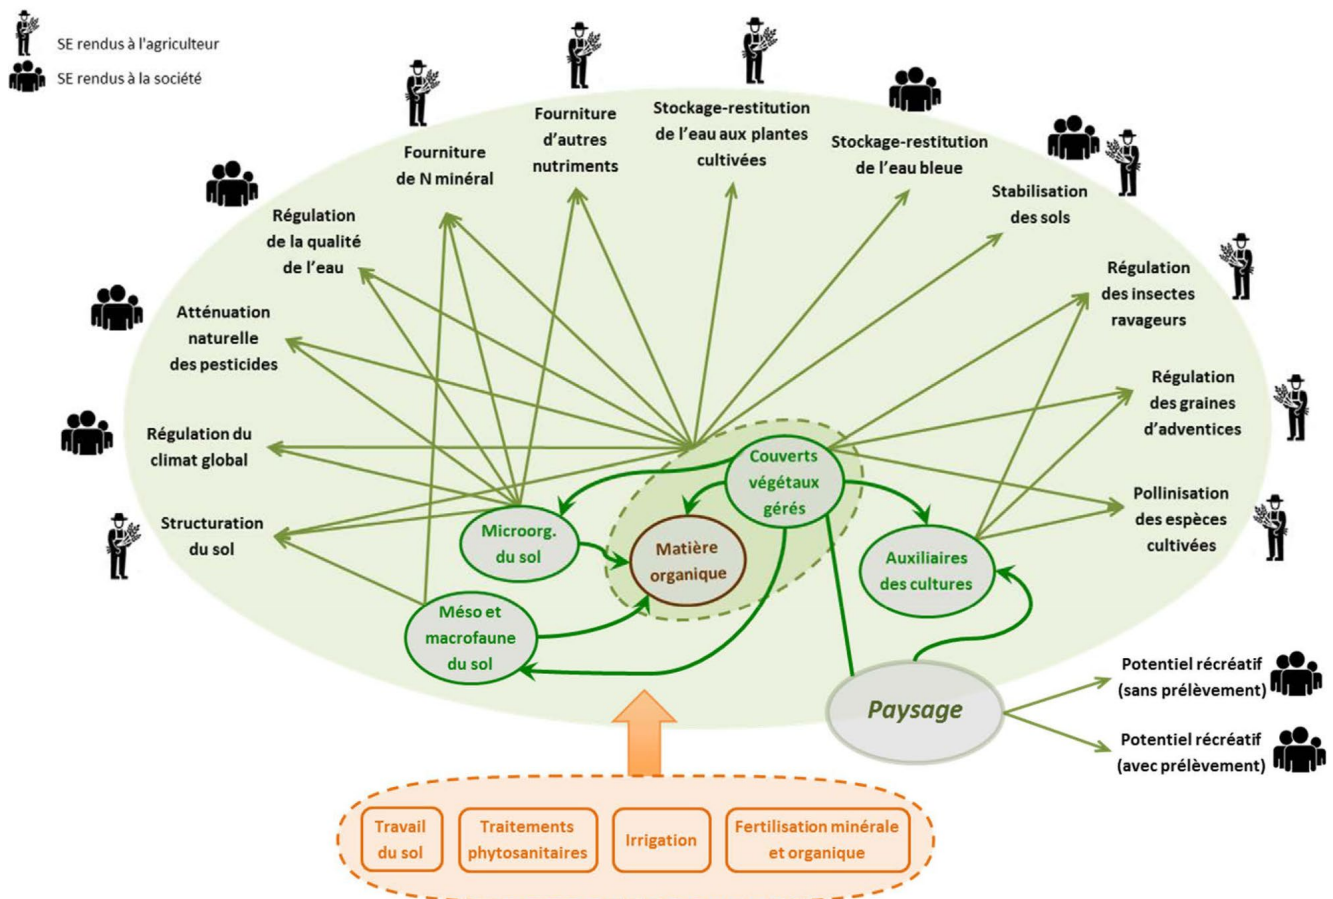 SE rendus à l'agriculteur
SE rendus à la société
Fourniture
de N minéral
Fourniture
d'autres
nutriments
Stockage-restitution
de l'eau aux plantes
cultivées
Stockage-restitution
de l'eau bleue
Stabilisation
des sols
Régulation
de la qualité
de l'eau
Régulation
des insectes
ravageurs
Atténuation
naturelle
des pesticides
Régulation
des graines
d'adventices
Régulation du
climat global
Pollinisation
des espèces
cultivées
Structuration
du sol
Couverts
végétaux
gérés
Microorg.
du sol
Matière
organique
Auxiliaires
des cultures
Méso et
macrofaune
du sol
Paysage
Potentiel récréatif
(sans prélèvement)
Potentiel récréatif
(avec prélèvement)
Travail
du sol
Traitements
phytosanitaires
Irrigation
Fertilisation minérale
et organique